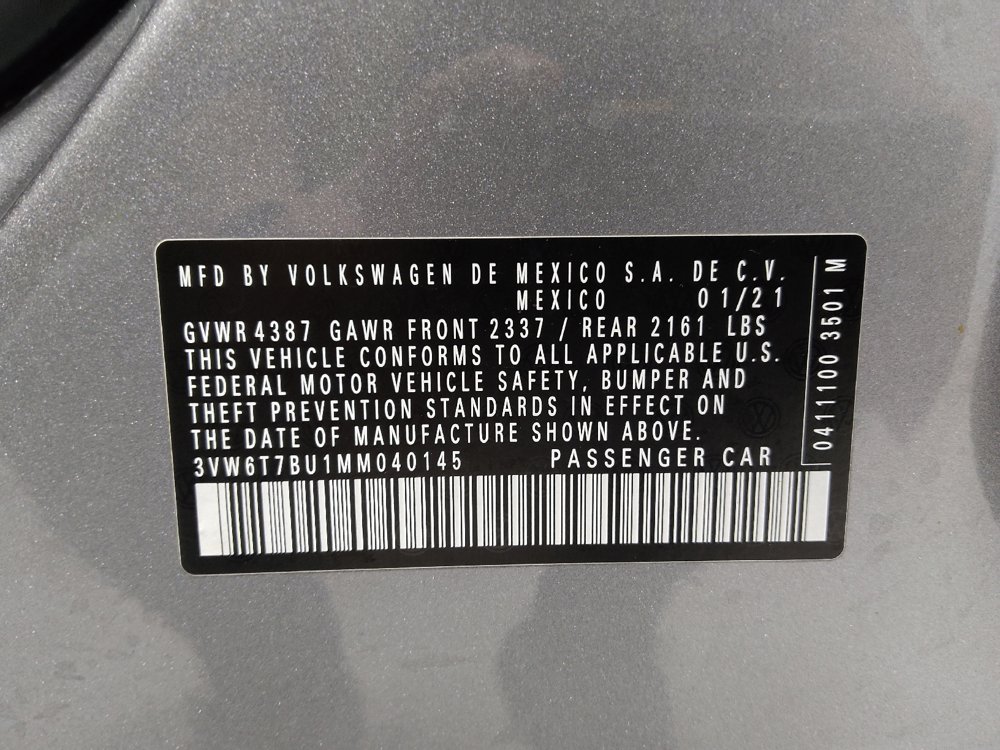 MFD BY VOLKSWAGEN DE MEXICO S.A. DE C.V.
MEXICO 01/21
GVWR 4387 GAWR FRONT 2337 / REAR 2161 LBS
THIS VEHICLE CONFORMS TO ALL APPLICABLE U.S.
FEDERAL MOTOR VEHICLE SAFETY, BUMPER AND
THEFT PREVENTION STANDARDS IN EFFECT ON
THE DATE OF MANUFACTURE SHOWN ABOVE.
3VW6T7BU1MM040145 PASSENGER CAR
0411100 3501 M